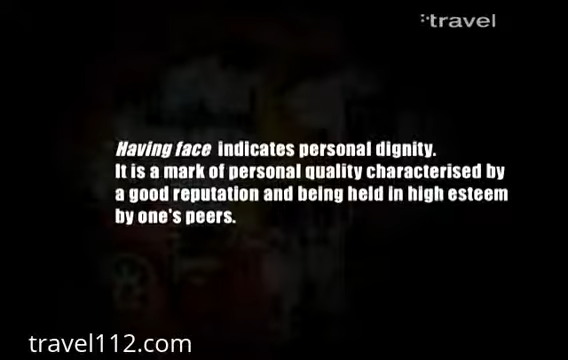 travel
Having face indicates personal dignity.
It is a mark of personal quality characterised by
a good reputation and being held in high esteem
by one's peers.
travel112.com